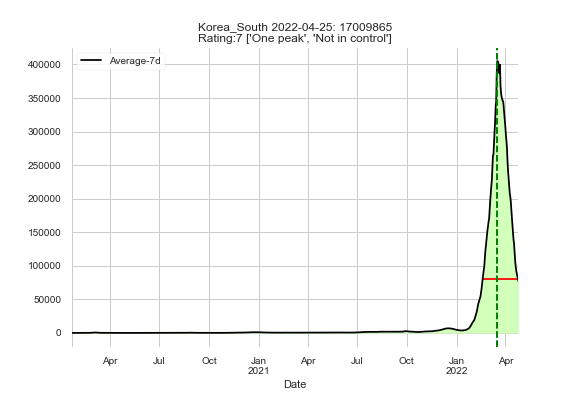 Korea_South 2022-04-25: 17009865
Rating:7 ['One peak', 'Not in control']
Average-7d
400000
350000
300000
250000
200000
150000
100000
50000
0
Apr Jul Oct Jan Apr Jul Oct Jan Apr
2021 2022
Date